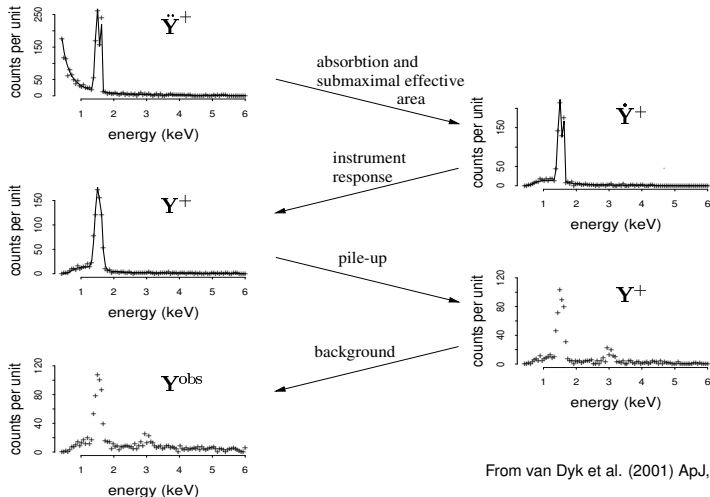 counts per unit
250
150
50
0
Ÿ+
1 2 3 4 5 6
energy (keV)
absorbtion and
submaximal effective
area
counts per unit
150
50
0
Ẏ+
1 2 3 4 5 6
energy (keV)
instrument
response
counts per unit
150
100
50
0
Y+
1 2 3 4 5 6
energy (keV)
pile-up
counts per unit
120
80
40
0
Y+
1 2 3 4 5 6
energy (keV)
background
counts per unit
120
80
40
0
Yobs
1 2 3 4 5 6
energy (keV)
From van Dyk et al. (2001) ApJ,